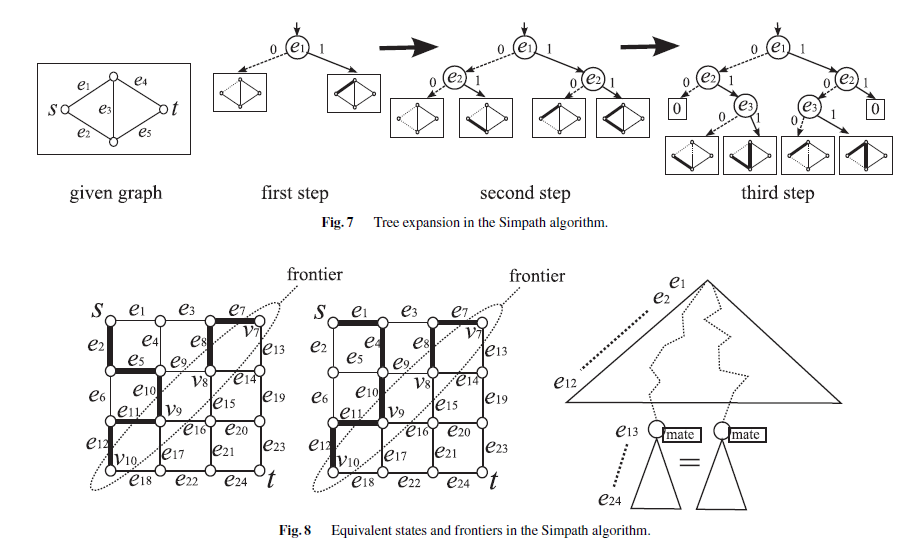 0 e1 1
0 e1 1
0 e1 1
e1 e4
s e3 t
e2 e5
0 e2 1 0 e2 1
0 e2 1 0 e2 1
0 e3 e3 0
0 1 0 1
given graph first step second step third step
Fig. 7 Tree expansion in the Simpath algorithm.
frontier frontier
s e1 e3 e7
v7
e2 e4 e8 e13
e5 e9
v8 e14
e6 e10 e15 e19
e11 v9
e16 e20
e12 v10 e17 e21 e23
e18 e22 e24 t
s e1 e3 e7
v7
e2 e4 e8 e13
e5 e9
v8 e14
e6 e10 e15 e19
e11 v9
e16 e20
e12 v10 e17 e21 e23
e18 e22 e24 t
e1
e2
e12
e13 mate mate
=
e24
Fig. 8 Equivalent states and frontiers in the Simpath algorithm.